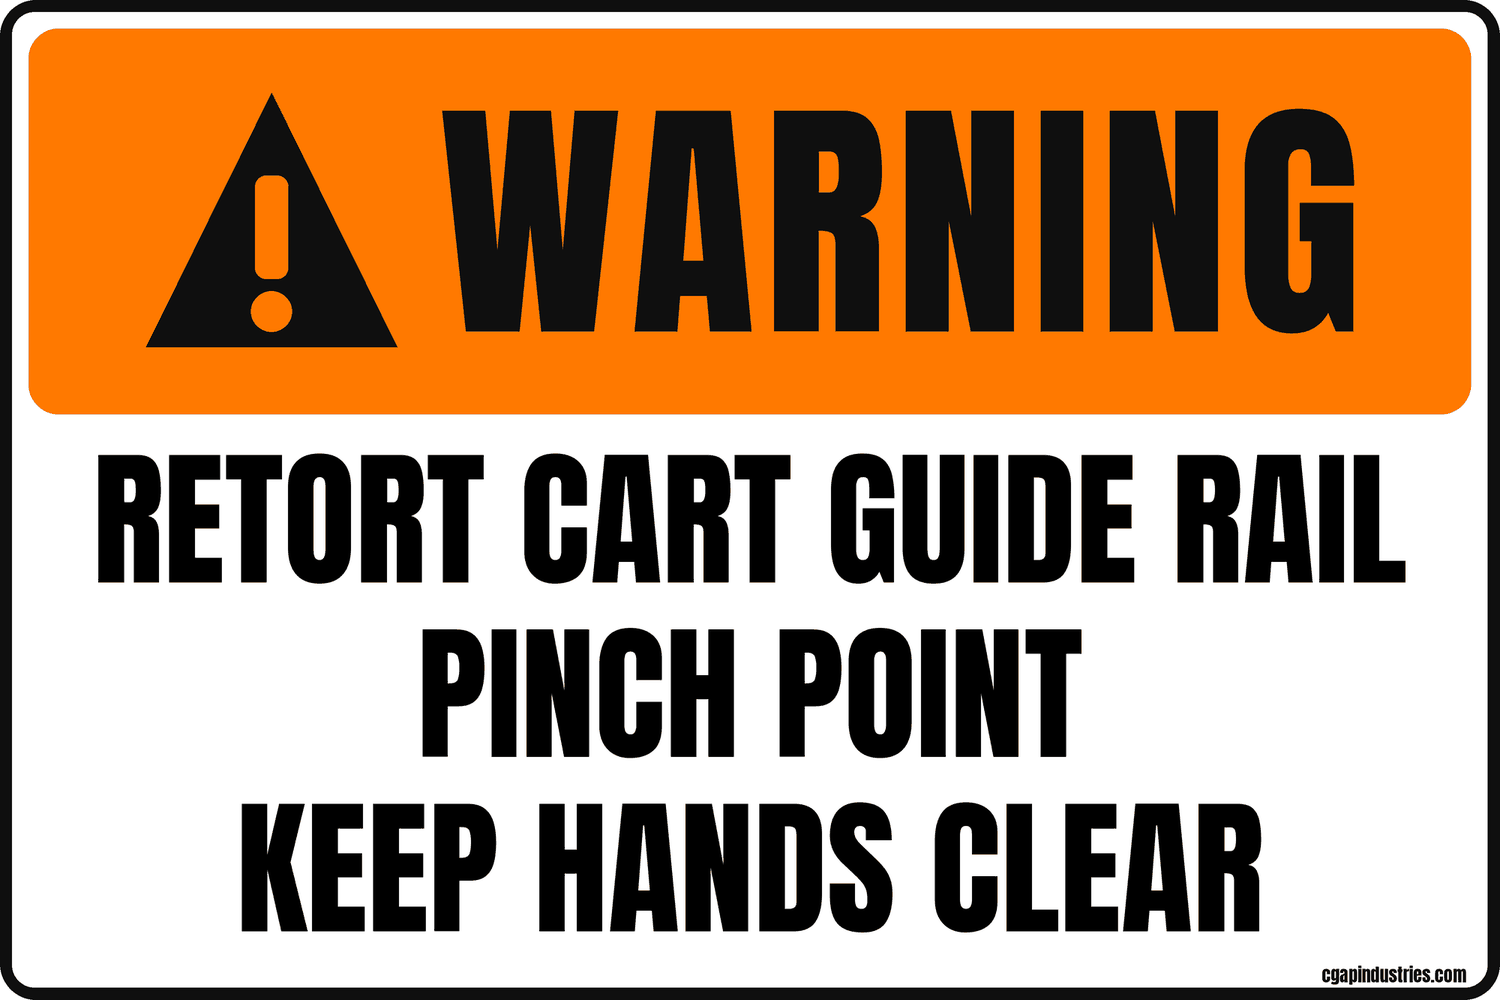 WARNING
RETORT CART GUIDE RAIL
PINCH POINT
KEEP HANDS CLEAR
cgapindustries.com